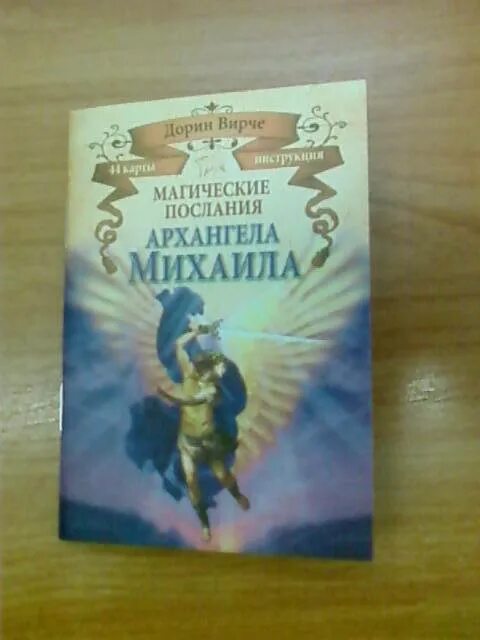 Дорин Вирче
44 карты инструкция
МАГИЧЕСКИЕ
ПОСЛАНИЯ
АРХАНГЕЛА
МИХАИЛА